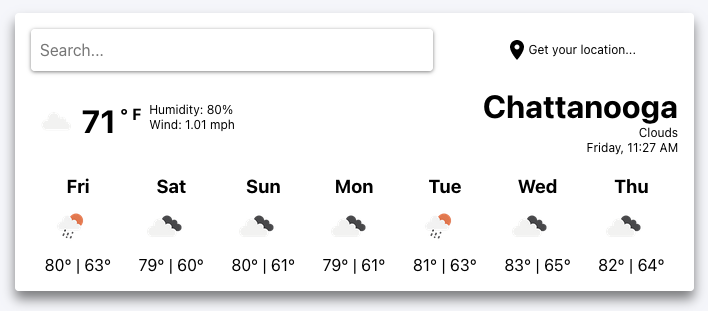 Search...
Get your location...
71 ° F
Humidity: 80%
Wind: 1.01 mph
Chattanooga
Clouds
Friday, 11:27 AM
Fri Sat Sun Mon Tue Wed Thu
80° | 63° 79° | 60° 80° | 61° 79° | 61° 81° | 63° 83° | 65° 82° | 64°